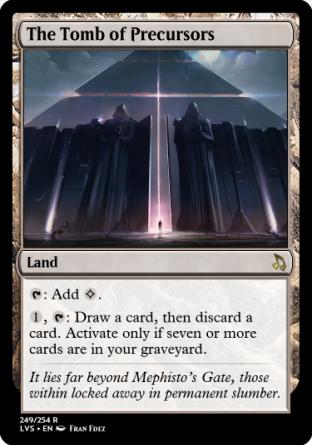 The Tomb of Precursors
Land
: Add .
1, : Draw a card, then discard a
card. Activate only if seven or more
cards are in your graveyard.
It lies far beyond Mephisto's Gate, those
within locked away in permanent slumber.
249/254 R
LVS • EN Fran Fdez